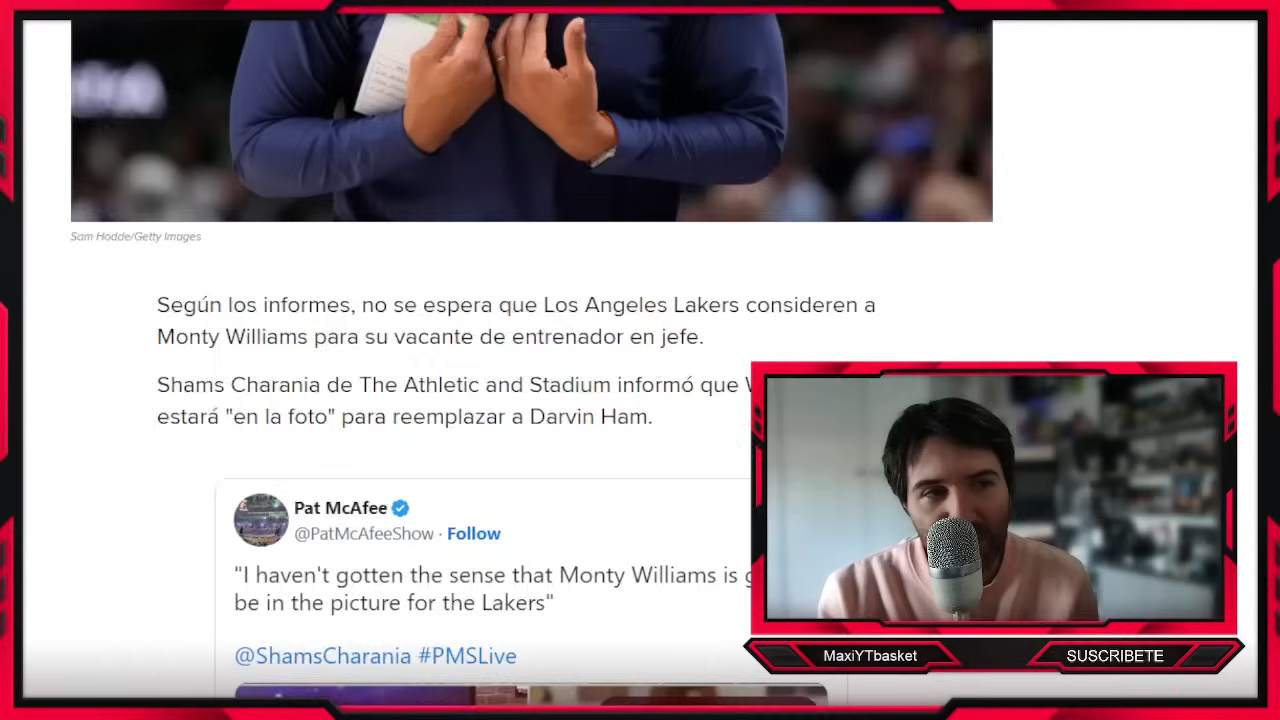 Sam Hodde/Getty Images
Según los informes, no se espera que Los Angeles Lakers consideren a
Monty Williams para su vacante de entrenador en jefe.
Shams Charania de The Athletic and Stadium informó que
estará "en la foto" para reemplazar a Darvin Ham.
Pat McAfee
@PatMcAfeeShow · Follow
"I haven't gotten the sense that Monty Williams is
be in the picture for the Lakers"
@ShamsCharania #PMSLive
MaxiYTbasket
SUSCRIBETE